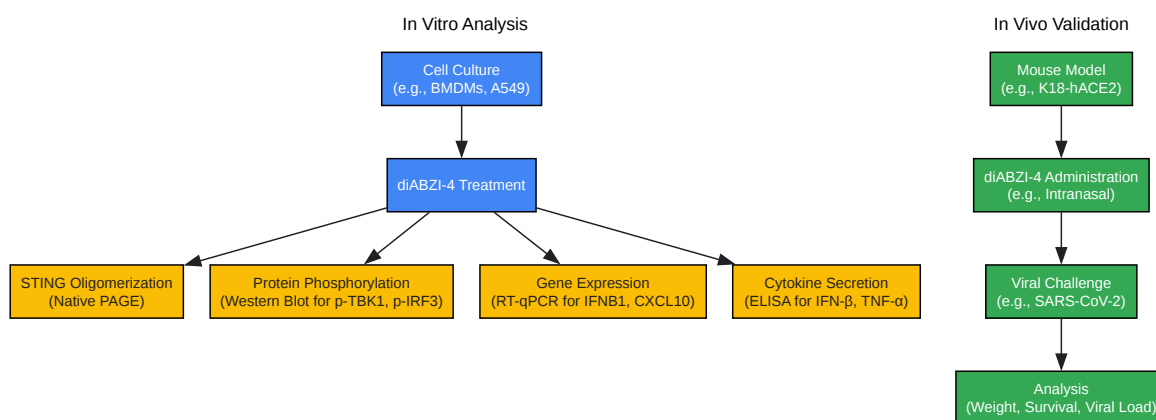 In Vitro Analysis
Cell Culture
(e.g., BMDMs, A549)
diABZI-4 Treatment
STING Oligomerization
(Native PAGE)
Protein Phosphorylation
(Western Blot for p-TBK1, p-IRF3)
Gene Expression
(RT-qPCR for IFNB1, CXCL10)
Cytokine Secretion
(ELISA for IFN-β, TNF-α)
In Vivo Validation
Mouse Model
(e.g., K18-hACE2)
diABZI-4 Administration
(e.g., Intranasal)
Viral Challenge
(e.g., SARS-CoV-2)
Analysis
(Weight, Survival, Viral Load)